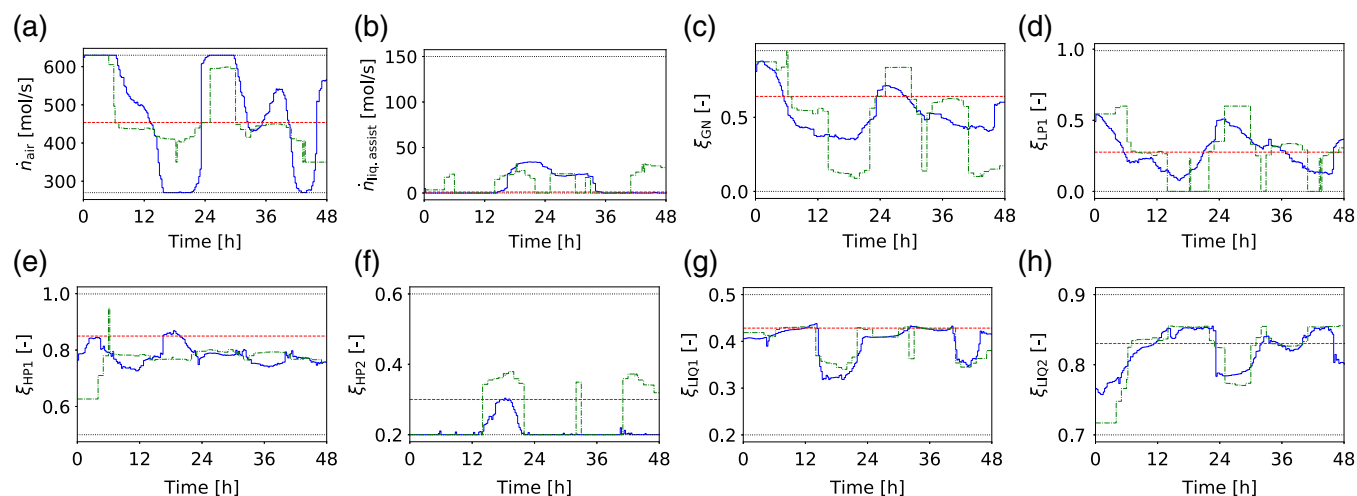 (a)
ṅair [mol/s]
600
500
400
300
0 12 24 36 48
Time [h]
(b)
ṅliq, assist [mol/s]
150
100
50
0
0 12 24 36 48
Time [h]
(c)
ξGN [-]
0.5
0.0
0 12 24 36 48
Time [h]
(d)
ξLP1 [-]
1.0
0.5
0.0
0 12 24 36 48
Time [h]
(e)
ξHP1 [-]
1.0
0.8
0.6
0 12 24 36 48
Time [h]
(f)
ξHP2 [-]
0.6
0.4
0.2
0 12 24 36 48
Time [h]
(g)
ξLIQ1 [-]
0.5
0.4
0.3
0.2
0 12 24 36 48
Time [h]
(h)
ξLIQ2 [-]
0.9
0.8
0.7
0 12 24 36 48
Time [h]